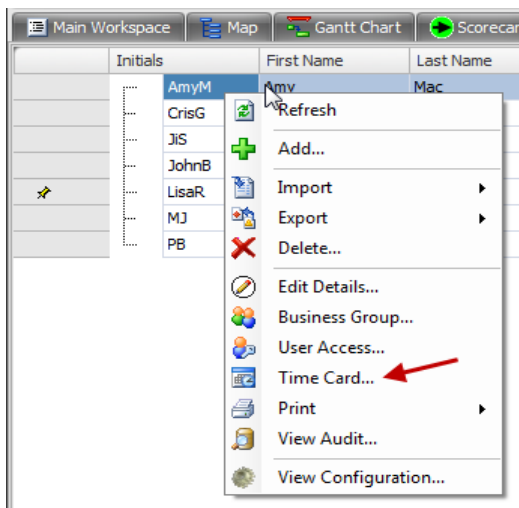 Main Workspace Map Gantt Chart Scorecar
Initials First Name Last Name
AmyM Amy Mac
CrisG
JiS
JohnB
LisaR
MJ
PB
Refresh
Add...
Import
Export
Delete...
Edit Details...
Business Group...
User Access...
Time Card...
Print
View Audit...
View Configuration...